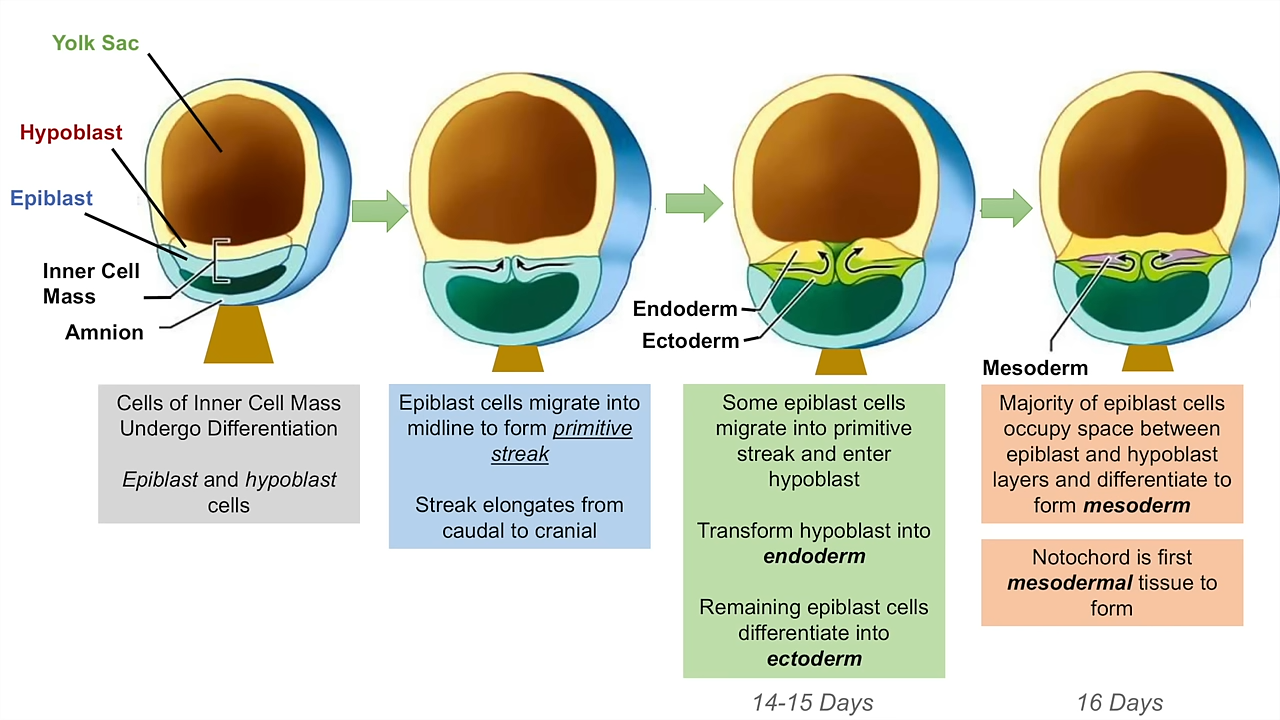 Yolk Sac
Hypoblast
Epiblast
Inner Cell
Mass
Amnion
Endoderm
Ectoderm
Mesoderm
Cells of Inner Cell Mass
Undergo Differentiation
Epiblast and hypoblast
cells
Epiblast cells migrate into
midline to form primitive
streak
Streak elongates from
caudal to cranial
Some epiblast cells
migrate into primitive
streak and enter
hypoblast
Transform hypoblast into
endoderm
Remaining epiblast cells
differentiate into
ectoderm
14-15 Days
Majority of epiblast cells
occupy space between
epiblast and hypoblast
layers and differentiate to
form mesoderm
Notochord is first
mesodermal tissue to
form
16 Days